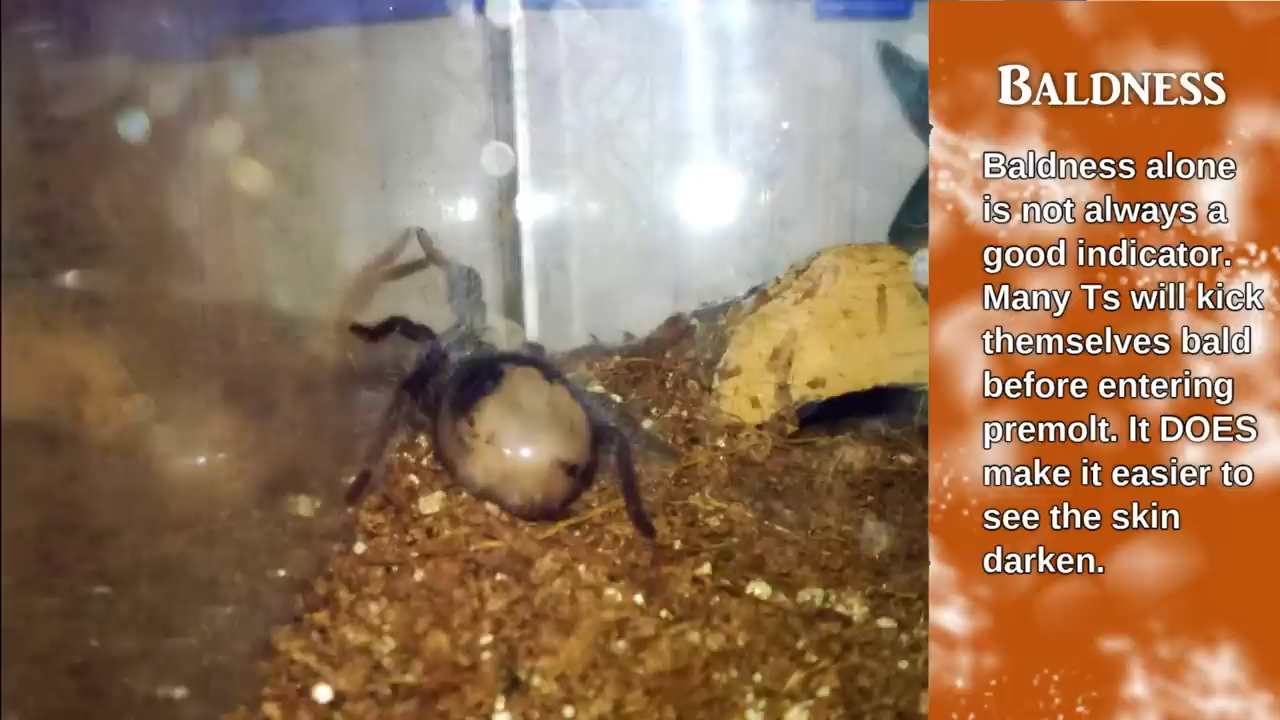 BALDNESS
Baldness alone
is not always a
good indicator.
Many Ts will kick
themselves bald
before entering
premolt. It DOES
make it easier to
see the skin
darken.